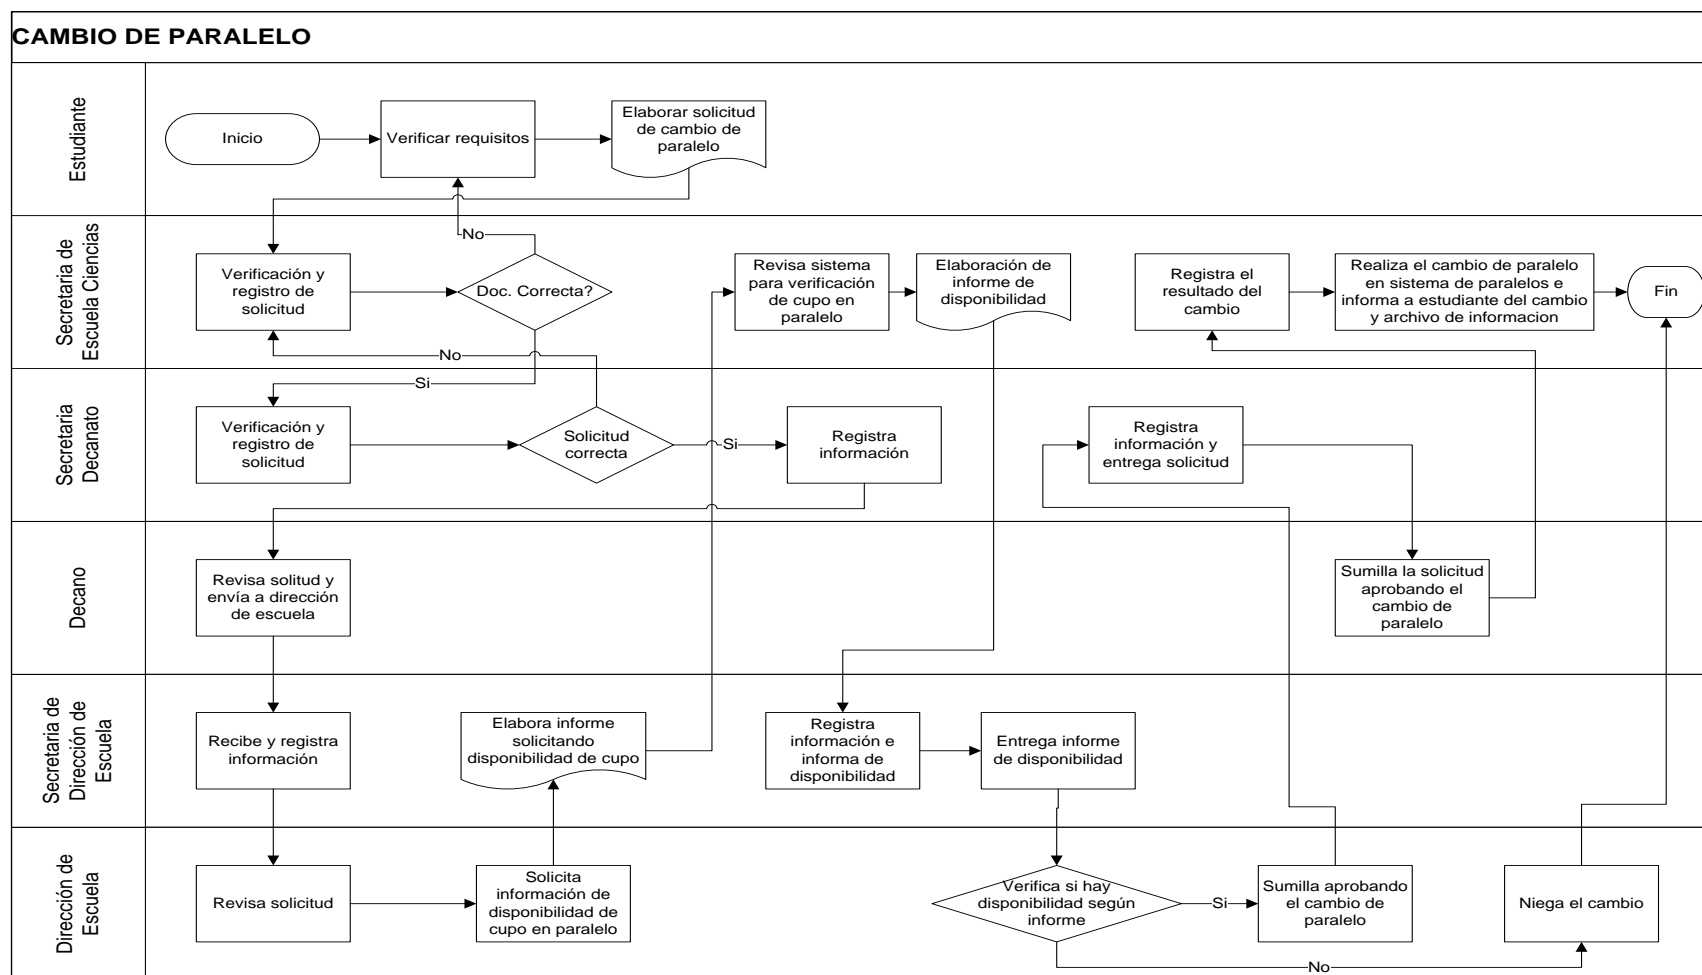 CAMBIO DE PARALELO
Estudiante
Inicio
Verificar requisitos
Elaborar solicitud
de cambio de
paralelo
Secretaria de
Escuela Ciencias
No
Verificación y
registro de
solicitud
Doc. Correcta?
Revisa sistema
para verificación
de cupo en
paralelo
Elaboración de
informe de
disponibilidad
Registra el
resultado del
cambio
Realiza el cambio de paralelo
en sistema de paralelos e
informa a estudiante del cambio
y archivo de informacion
Fin
No
Si
Secretaria
Decanato
Verificación y
registro de
solicitud
Solicitud
correcta
Si
Registra
información
Registra
información y
entrega solicitud
Decano
Revisa solitud y
envía a dirección
de escuela
Sumilla la solicitud
aprobando el
cambio de
paralelo
Secretaria de
Dirección de
Escuela
Recibe y registra
información
Elabora informe
solicitando
disponibilidad de cupo
Registra
información e
informa de
disponibilidad
Entrega informe
de disponibilidad
Dirección de
Escuela
Revisa solicitud
Solicita
información de
disponibilidad de
cupo en paralelo
Verifica si hay
disponibilidad según
informe
Si
Sumilla aprobando
el cambio de
paralelo
Niega el cambio
No